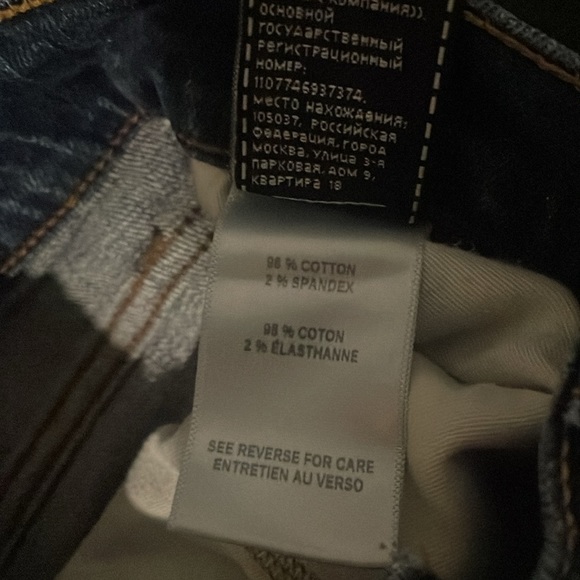 КОМПАНИЯ)).
ОСНОВНОЙ
ГОСУДАРСТВЕННЫЙ
РЕГИСТРАЦИОННЫЙ
НОМЕР:
1107746937374.
МЕСТО НАХОЖДЕНИЯ:
105037, РОССИЙСКАЯ
ФЕДЕРАЦИЯ, ГОРОД
МОСКВА, УЛИЦА 3-Я
ПАРКОВАЯ, ДОМ 9,
КВАРТИРА 18
98 % COTTON
2 % SPANDEX
98 % COTON
2 % ÉLASTHANNE
SEE REVERSE FOR CARE
ENTRETIEN AU VERSO